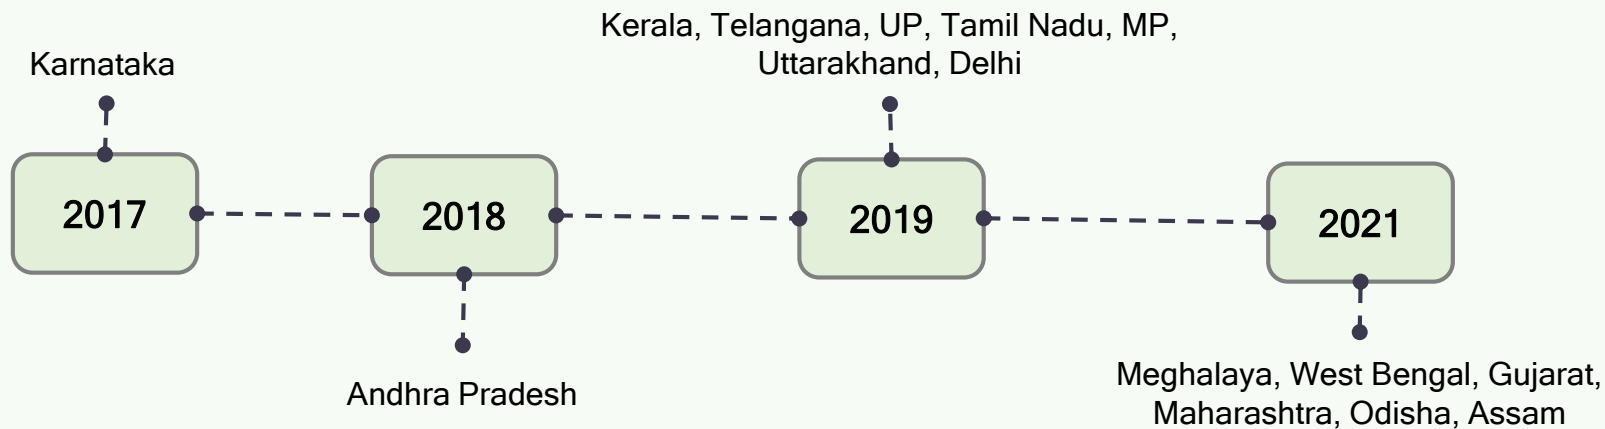 Kerala, Telangana, UP, Tamil Nadu, MP,
Uttarakhand, Delhi
Karnataka
2017
2018
2019
2021
Andhra Pradesh
Meghalaya, West Bengal, Gujarat,
Maharashtra, Odisha, Assam